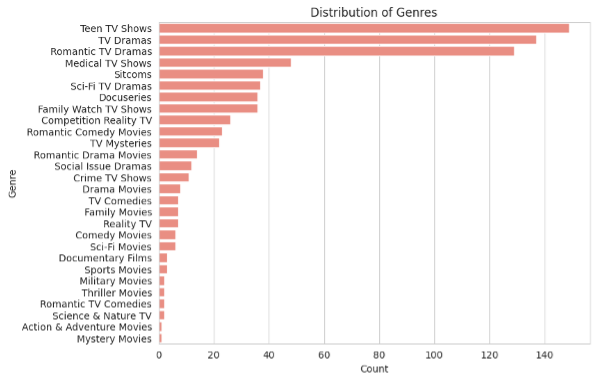 Distribution of Genres
Genre
Teen TV Shows
TV Dramas
Romantic TV Dramas
Medical TV Shows
Sitcoms
Sci-Fi TV Dramas
Docuseries
Family Watch TV Shows
Competition Reality TV
Romantic Comedy Movies
TV Mysteries
Romantic Drama Movies
Social Issue Dramas
Crime TV Shows
Drama Movies
TV Comedies
Family Movies
Reality TV
Comedy Movies
Sci-Fi Movies
Documentary Films
Sports Movies
Military Movies
Thriller Movies
Romantic TV Comedies
Science & Nature TV
Action & Adventure Movies
Mystery Movies
0 20 40 60 80 100 120 140
Count